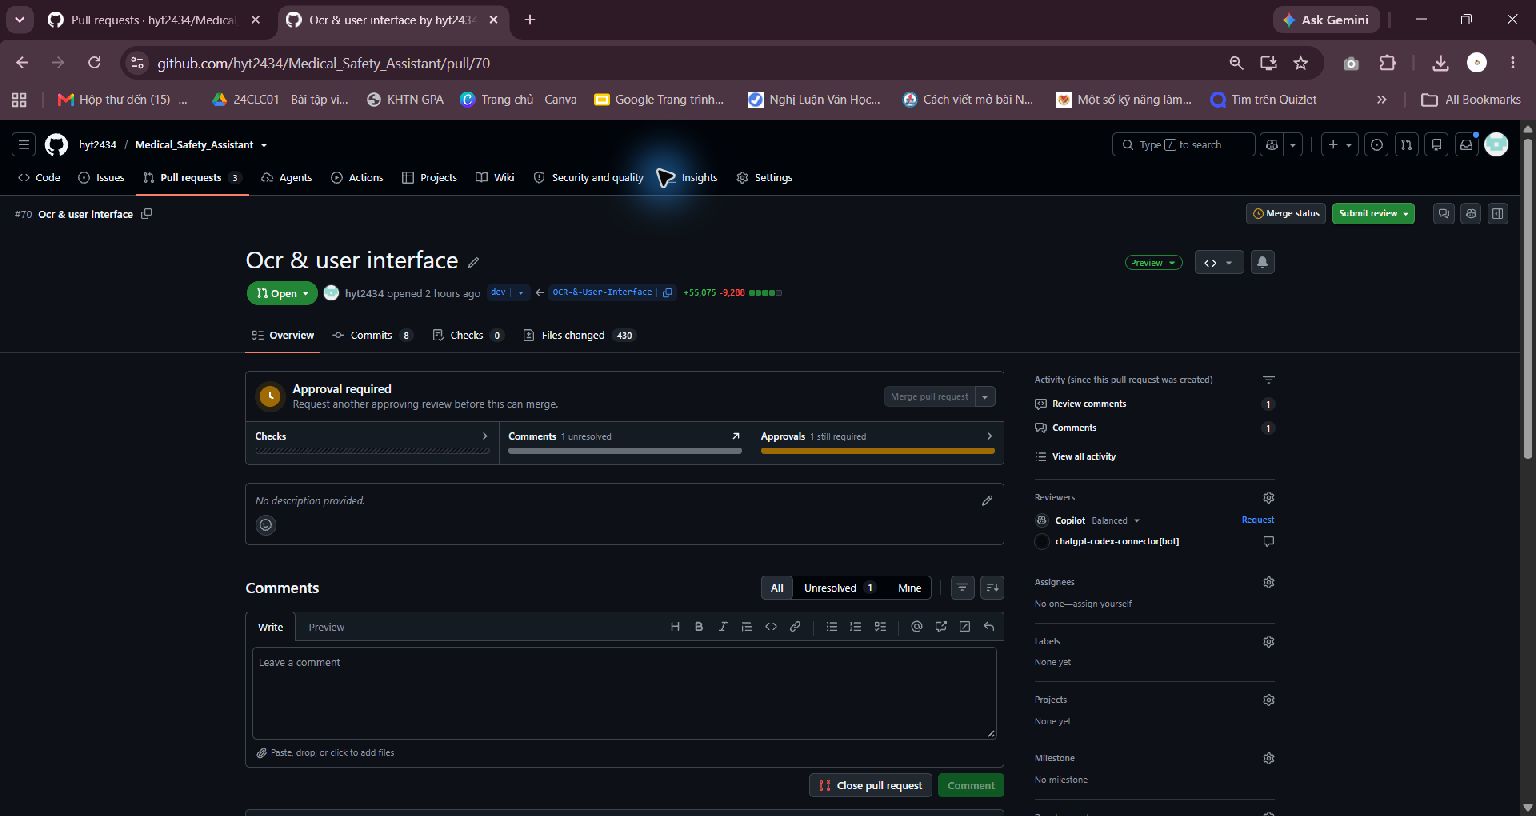 Pull requests · hyt2434/Medical
Ocr & user interface by hyt2434
Ask Gemini
github.com/hyt2434/Medical_Safety_Assistant/pull/70
Hộp thư đến (15) ...
24CLC01 Bài tập vi...
KHTN GPA
Trang chủ Canva
Google Trang trình...
Nghị Luận Văn Học...
Cách viết mở bài N...
Một số kỹ năng làm...
Tìm trên Quizlet
All Bookmarks
hyt2434 / Medical_Safety_Assistant
Type / to search
Code
Issues
Pull requests 3
Agents
Actions
Projects
Wiki
Security and quality
Insights
Settings
#70 Ocr & user interface
Merge status
Submit review
Ocr & user interface
Preview
Open
hyt2434 opened 2 hours ago
dev ← OCR-&-User-Interface
+55,075 -9,288
Overview
Commits 8
Checks 0
Files changed 430
Approval required
Request another approving review before this can merge.
Merge pull request
Checks
Comments 1 unresolved
Approvals 1 still required
No description provided.
Comments
All
Unresolved 1
Mine
Write
Preview
Leave a comment
Paste, drop, or click to add files
Close pull request
Comment
Activity (since this pull request was created)
Review comments 1
Comments 1
View all activity
Reviewers
Copilot Balanced
Request
chatgpt-codex-connector[bot]
Assignees
No one—assign yourself
Labels
None yet
Projects
None yet
Milestone
No milestone